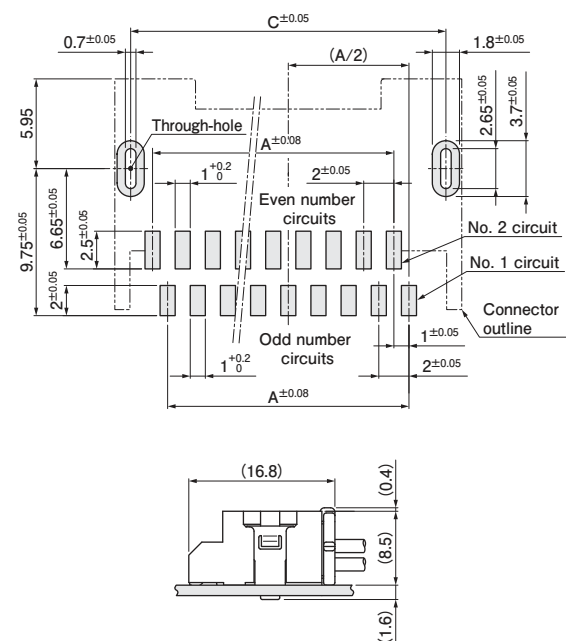 C±0.05
0.7±0.05
(A/2)
1.8±0.05
5.95
Through-hole
A±0.08
2.65±0.05
3.7±0.05
1 +0.2 0
2±0.05
9.75±0.05
6.65±0.05
2.5±0.05
Even number
circuits
No. 2 circuit
No. 1 circuit
2±0.05
Connector
outline
Odd number
circuits
1±0.05
1 +0.2 0
2±0.05
A±0.08
(16.8)
(0.4)
(8.5)
(1.6)